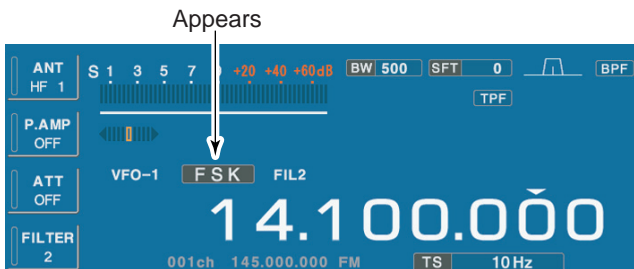 Appears
ANT
HF 1
S 1 3 5 7 9 +20 +40 +60dB BW 500 SFT 0 BPF
TPF
P.AMP
OFF
VFO-1 FSK FIL2
ATT
OFF
14.100.000
FILTER
2
001ch 145.000.000 FM TS 10Hz